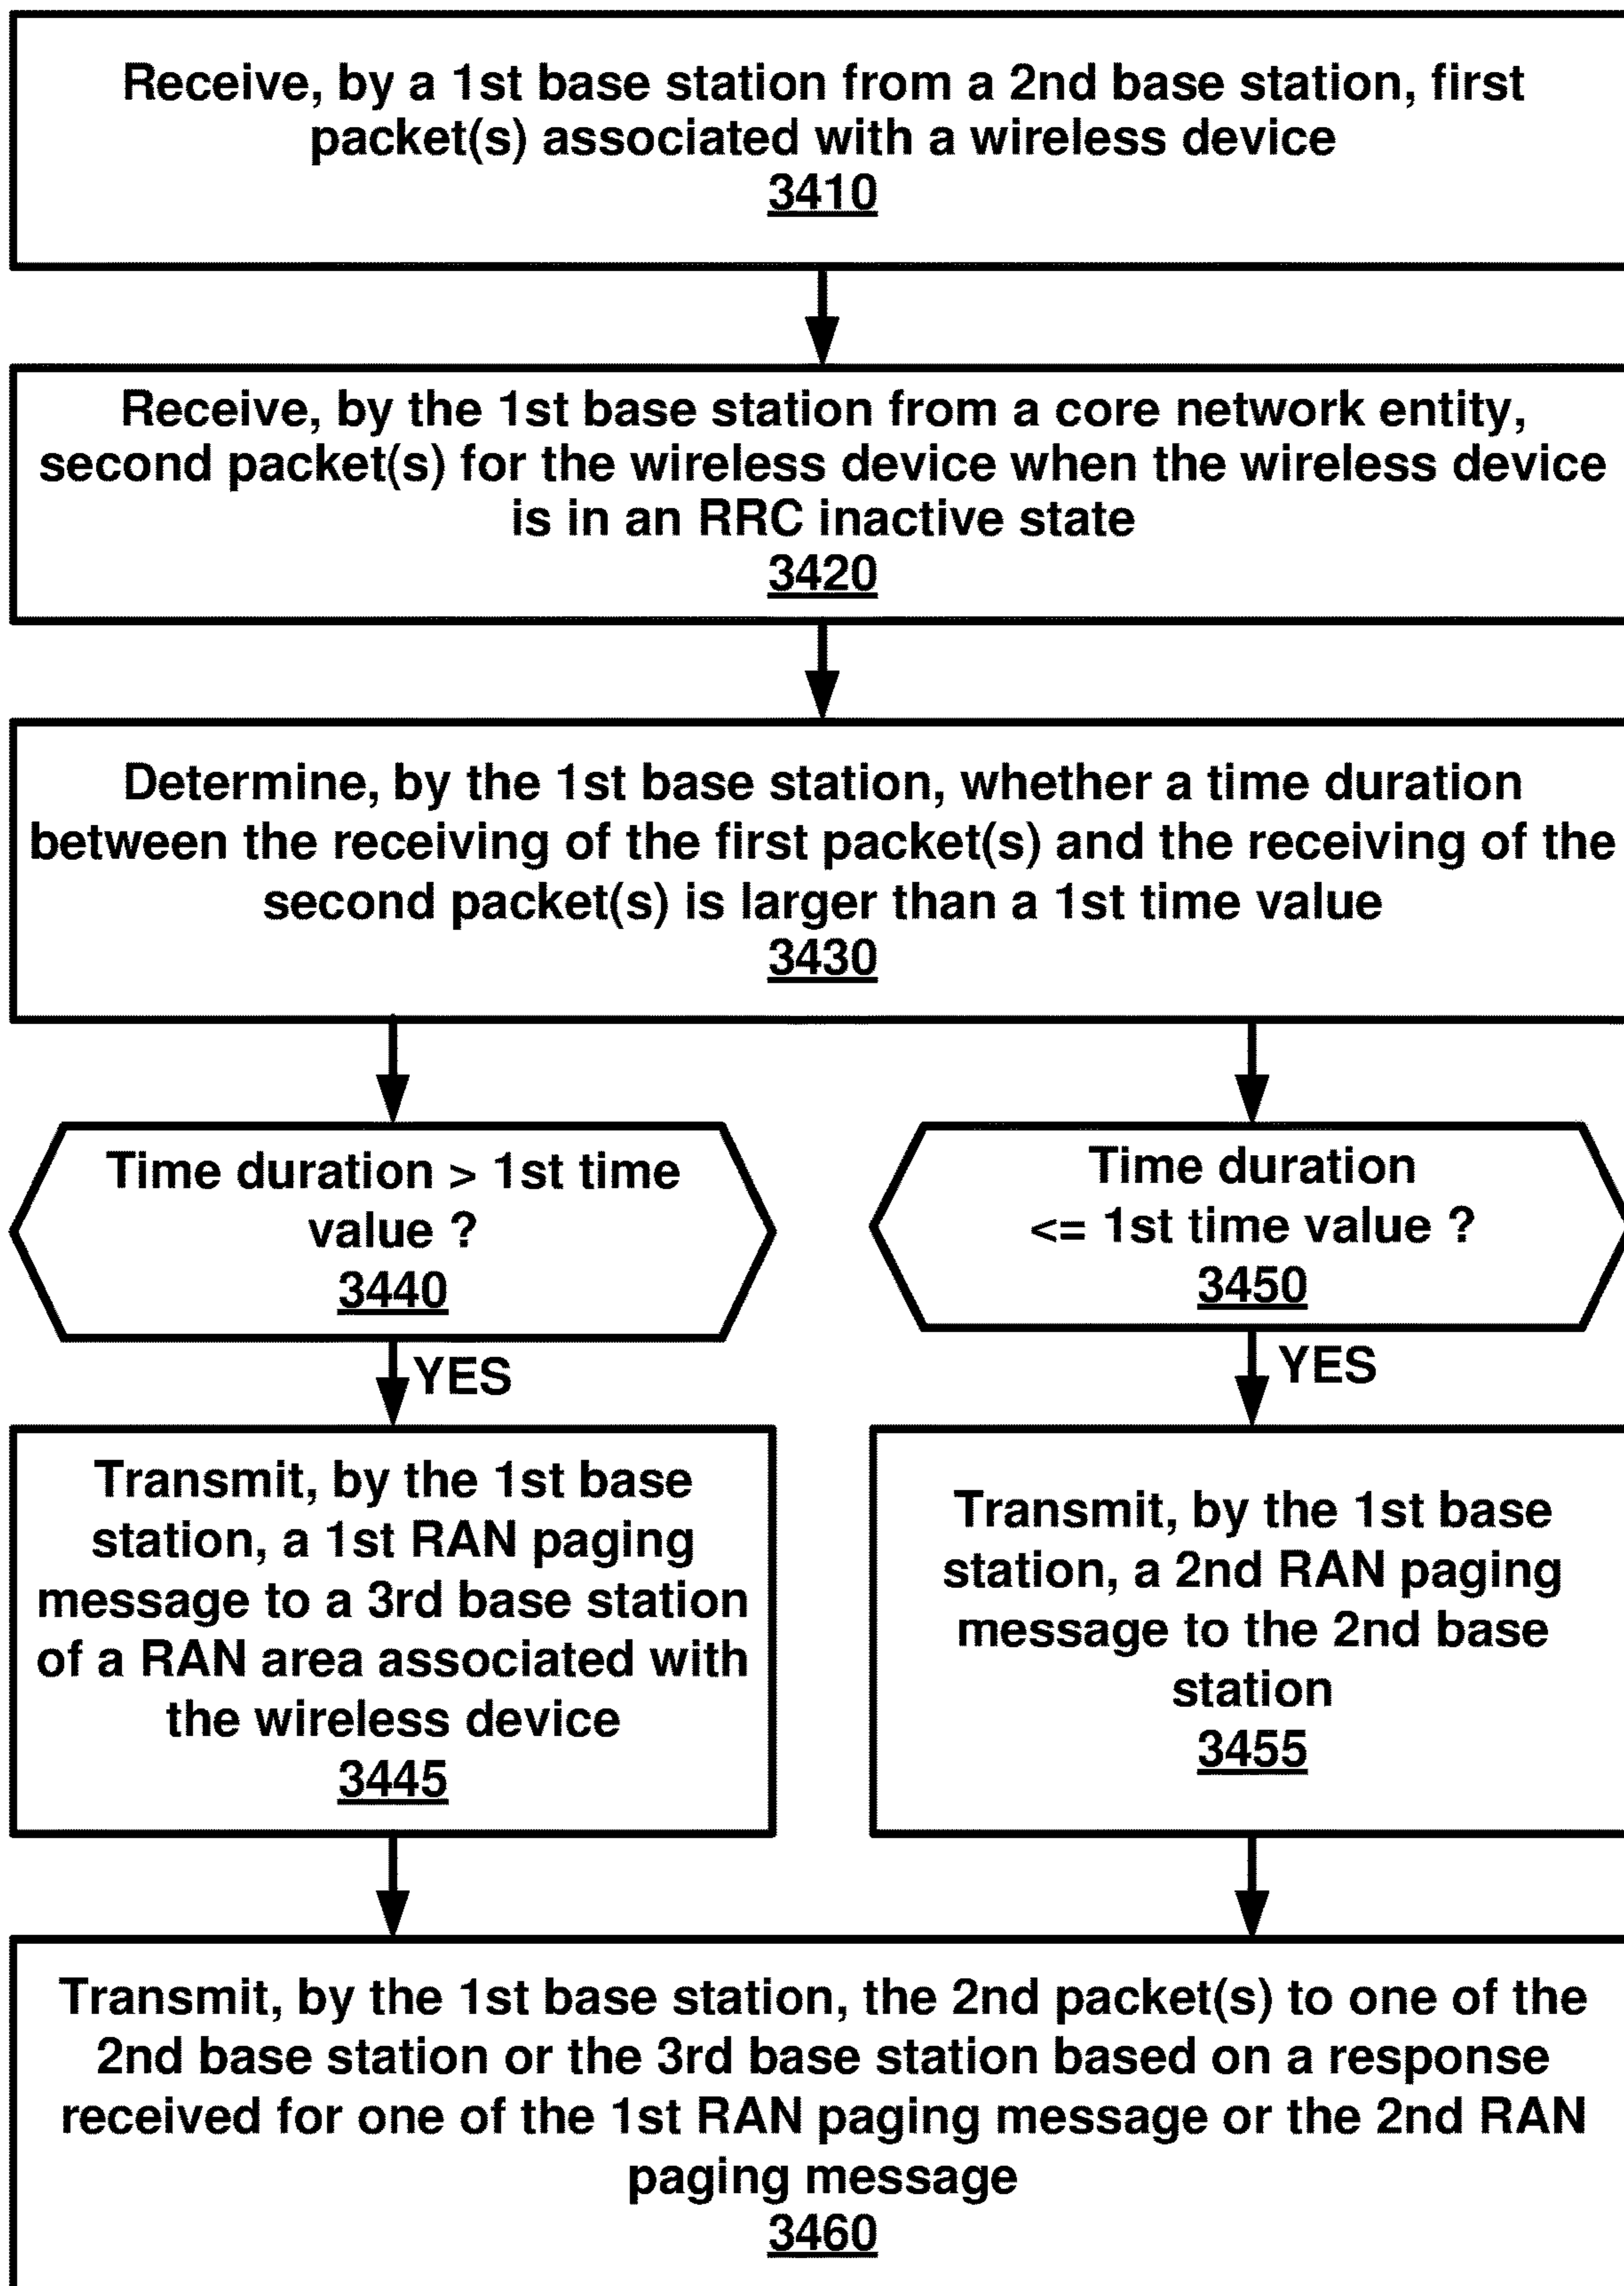 Receive, by a 1st base station from a 2nd base station, first
packet(s) associated with a wireless device
3410
Receive, by the 1st base station from a core network entity,
second packet(s) for the wireless device when the wireless device
is in an RRC inactive state
3420
Determine, by the 1st base station, whether a time duration
between the receiving of the first packet(s) and the receiving of the
second packet(s) is larger than a 1st time value
3430
Time duration > 1st time
value ?
3440
YES
Transmit, by the 1st base
station, a 1st RAN paging
message to a 3rd base station
of a RAN area associated with
the wireless device
3445
Time duration
<= 1st time value ?
3450
YES
Transmit, by the 1st base
station, a 2nd RAN paging
message to the 2nd base
station
3455
Transmit, by the 1st base station, the 2nd packet(s) to one of the
2nd base station or the 3rd base station based on a response
received for one of the 1st RAN paging message or the 2nd RAN
paging message
3460